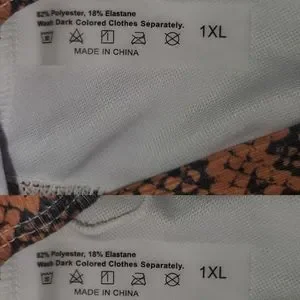 82% Polyester, 18% Elastane
Wash Dark Colored Clothes Separately.
1XL
MADE IN CHINA
82% Polyester, 18% Elastane
Wash Dark Colored Clothes Separately.
1XL
MADE IN CHINA